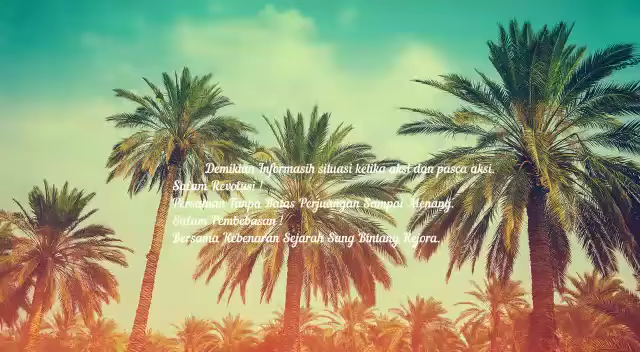 Demikian Informasih situasi ketika aksi dan pasca aksi.
Salam Revolusi !
Persatuan Tanpa Batas Perjuangan Sampai Menang.
Salam Pembebasan !
Bersama Kebenaran Sejarah Sang Bintang Kejora.